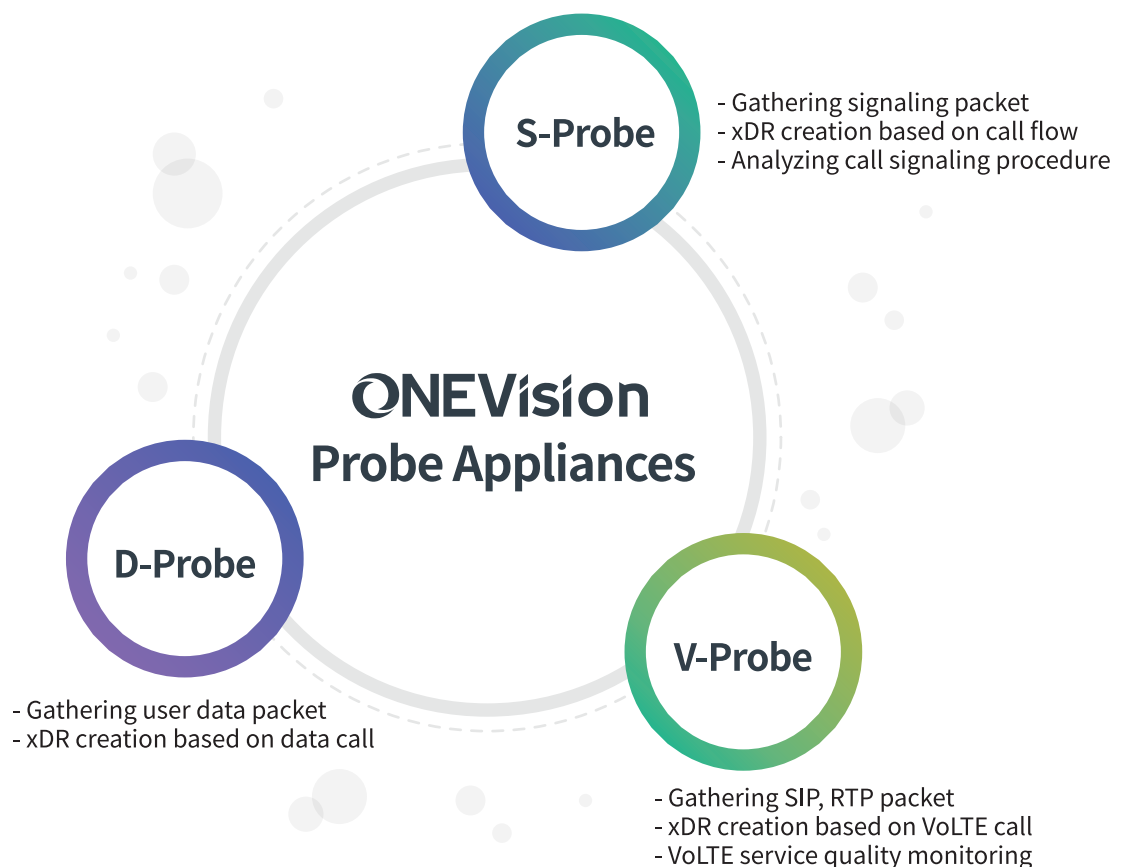 S-Probe
- Gathering signaling packet
- xDR creation based on call flow
- Analyzing call signaling procedure
ONEVision
Probe Appliances
D-Probe
- Gathering user data packet
- xDR creation based on data call
V-Probe
- Gathering SIP, RTP packet
- xDR creation based on VoLTE call
- VoLTE service quality monitoring